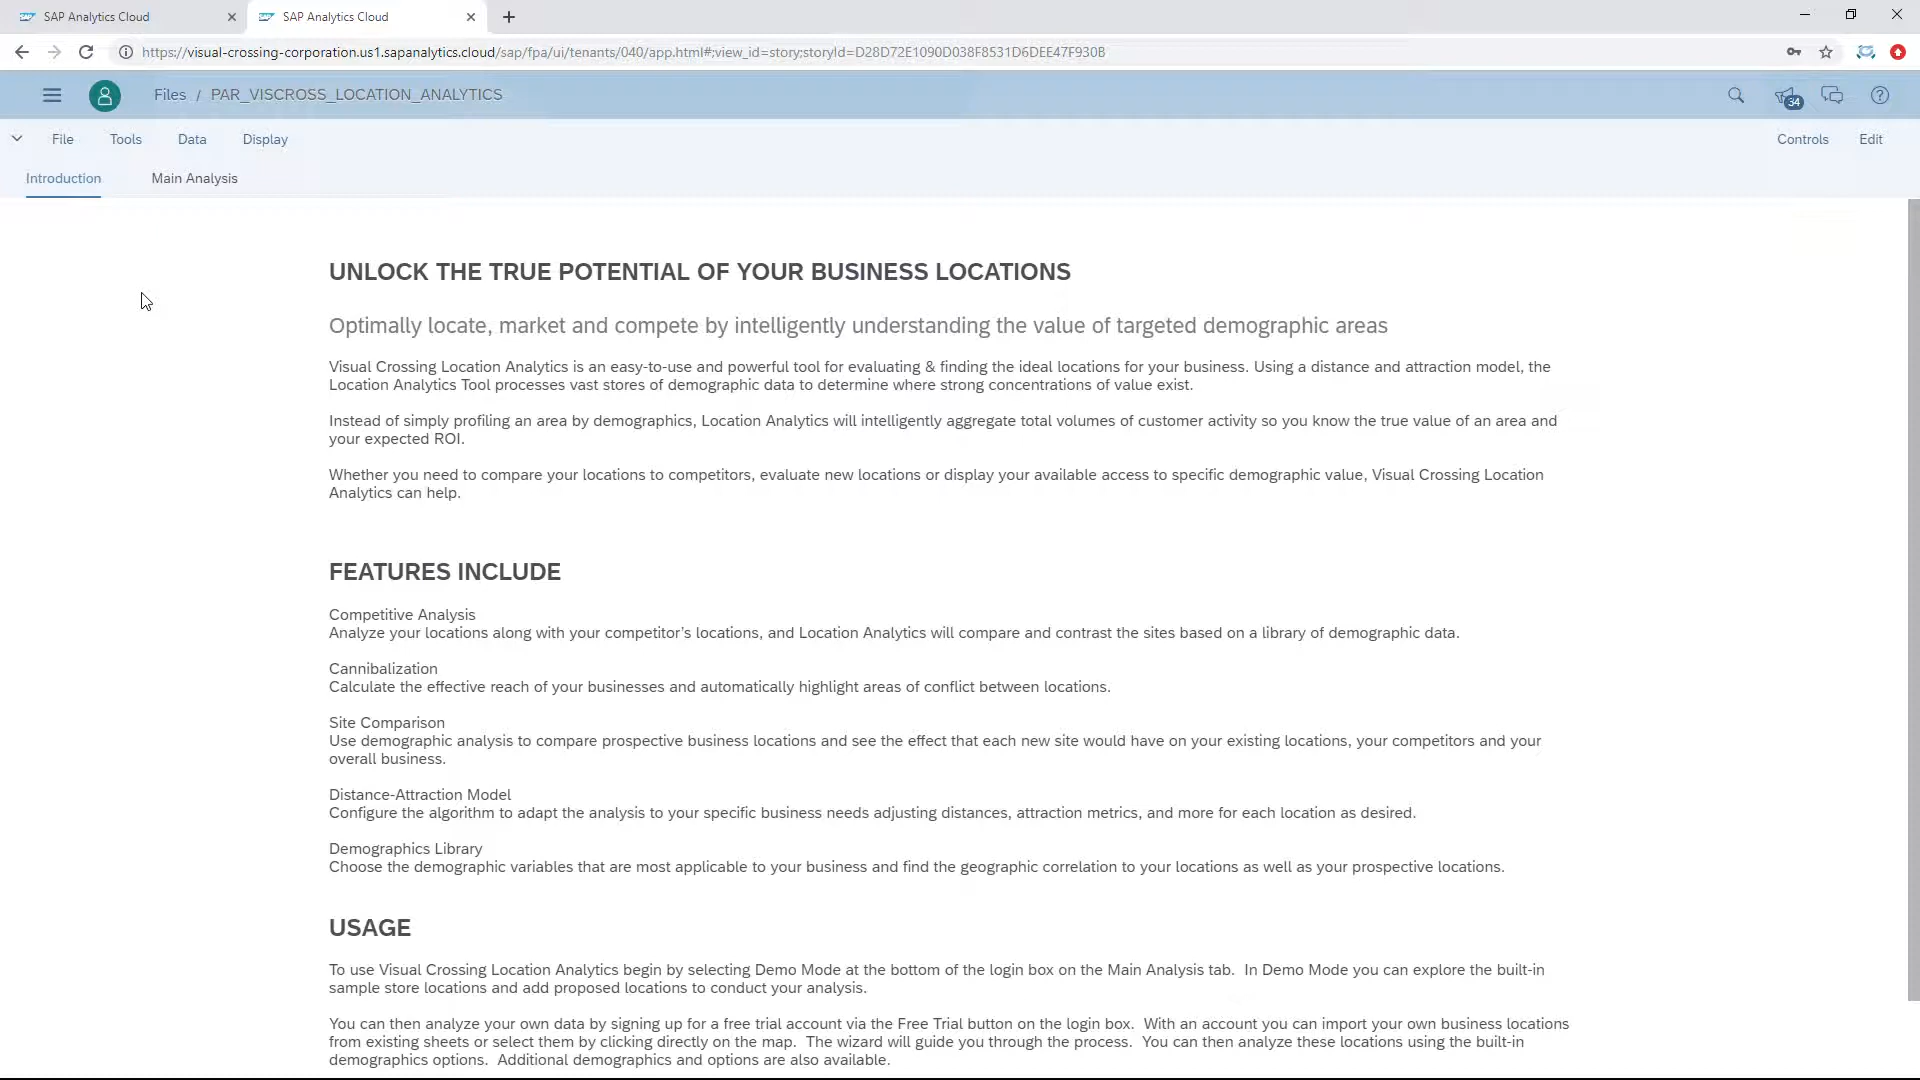 SAP Analytics Cloud
SAP Analytics Cloud
https://visual-crossing-corporation.us1.sapanalytics.cloud/sap/fpa/ui/tenants/040/app.html#;view_id=story;storyId=D28D72E1090D038F8531D6DEE47F930B
Files / PAR_VISCROSS_LOCATION_ANALYTICS
34
File Tools Data Display Controls Edit
Introduction Main Analysis
UNLOCK THE TRUE POTENTIAL OF YOUR BUSINESS LOCATIONS
Optimally locate, market and compete by intelligently understanding the value of targeted demographic areas
Visual Crossing Location Analytics is an easy-to-use and powerful tool for evaluating & finding the ideal locations for your business. Using a distance and attraction model, the
Location Analytics Tool processes vast stores of demographic data to determine where strong concentrations of value exist.
Instead of simply profiling an area by demographics, Location Analytics will intelligently aggregate total volumes of customer activity so you know the true value of an area and
your expected ROI.
Whether you need to compare your locations to competitors, evaluate new locations or display your available access to specific demographic value, Visual Crossing Location
Analytics can help.
FEATURES INCLUDE
Competitive Analysis
Analyze your locations along with your competitor's locations, and Location Analytics will compare and contrast the sites based on a library of demographic data.
Cannibalization
Calculate the effective reach of your businesses and automatically highlight areas of conflict between locations.
Site Comparison
Use demographic analysis to compare prospective business locations and see the effect that each new site would have on your existing locations, your competitors and your
overall business.
Distance-Attraction Model
Configure the algorithm to adapt the analysis to your specific business needs adjusting distances, attraction metrics, and more for each location as desired.
Demographics Library
Choose the demographic variables that are most applicable to your business and find the geographic correlation to your locations as well as your prospective locations.
USAGE
To use Visual Crossing Location Analytics begin by selecting Demo Mode at the bottom of the login box on the Main Analysis tab.  In Demo Mode you can explore the built-in
sample store locations and add proposed locations to conduct your analysis.
You can then analyze your own data by signing up for a free trial account via the Free Trial button on the login box.  With an account you can import your own business locations
from existing sheets or select them by clicking directly on the map.  The wizard will guide you through the process.  You can then analyze these locations using the built-in
demographics options.  Additional demographics and options are also available.